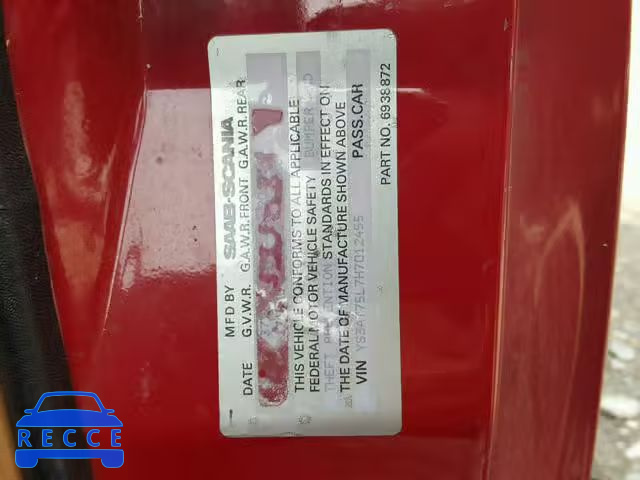 MFD BY SAAB-SCANIA
DATE G.V.W.R. G.A.W.R. FRONT G.A.W.R. REAR
THIS VEHICLE CONFORMS TO ALL APPLICABLE
FEDERAL MOTOR VEHICLE SAFETY BUMPER
THEFT PREVENTION STANDARDS IN EFFECT ON
THE DATE OF MANUFACTURE SHOWN ABOVE
VIN YS3AT75L7H7012455 PASS.CAR
PART NO. 6938872
RECCE